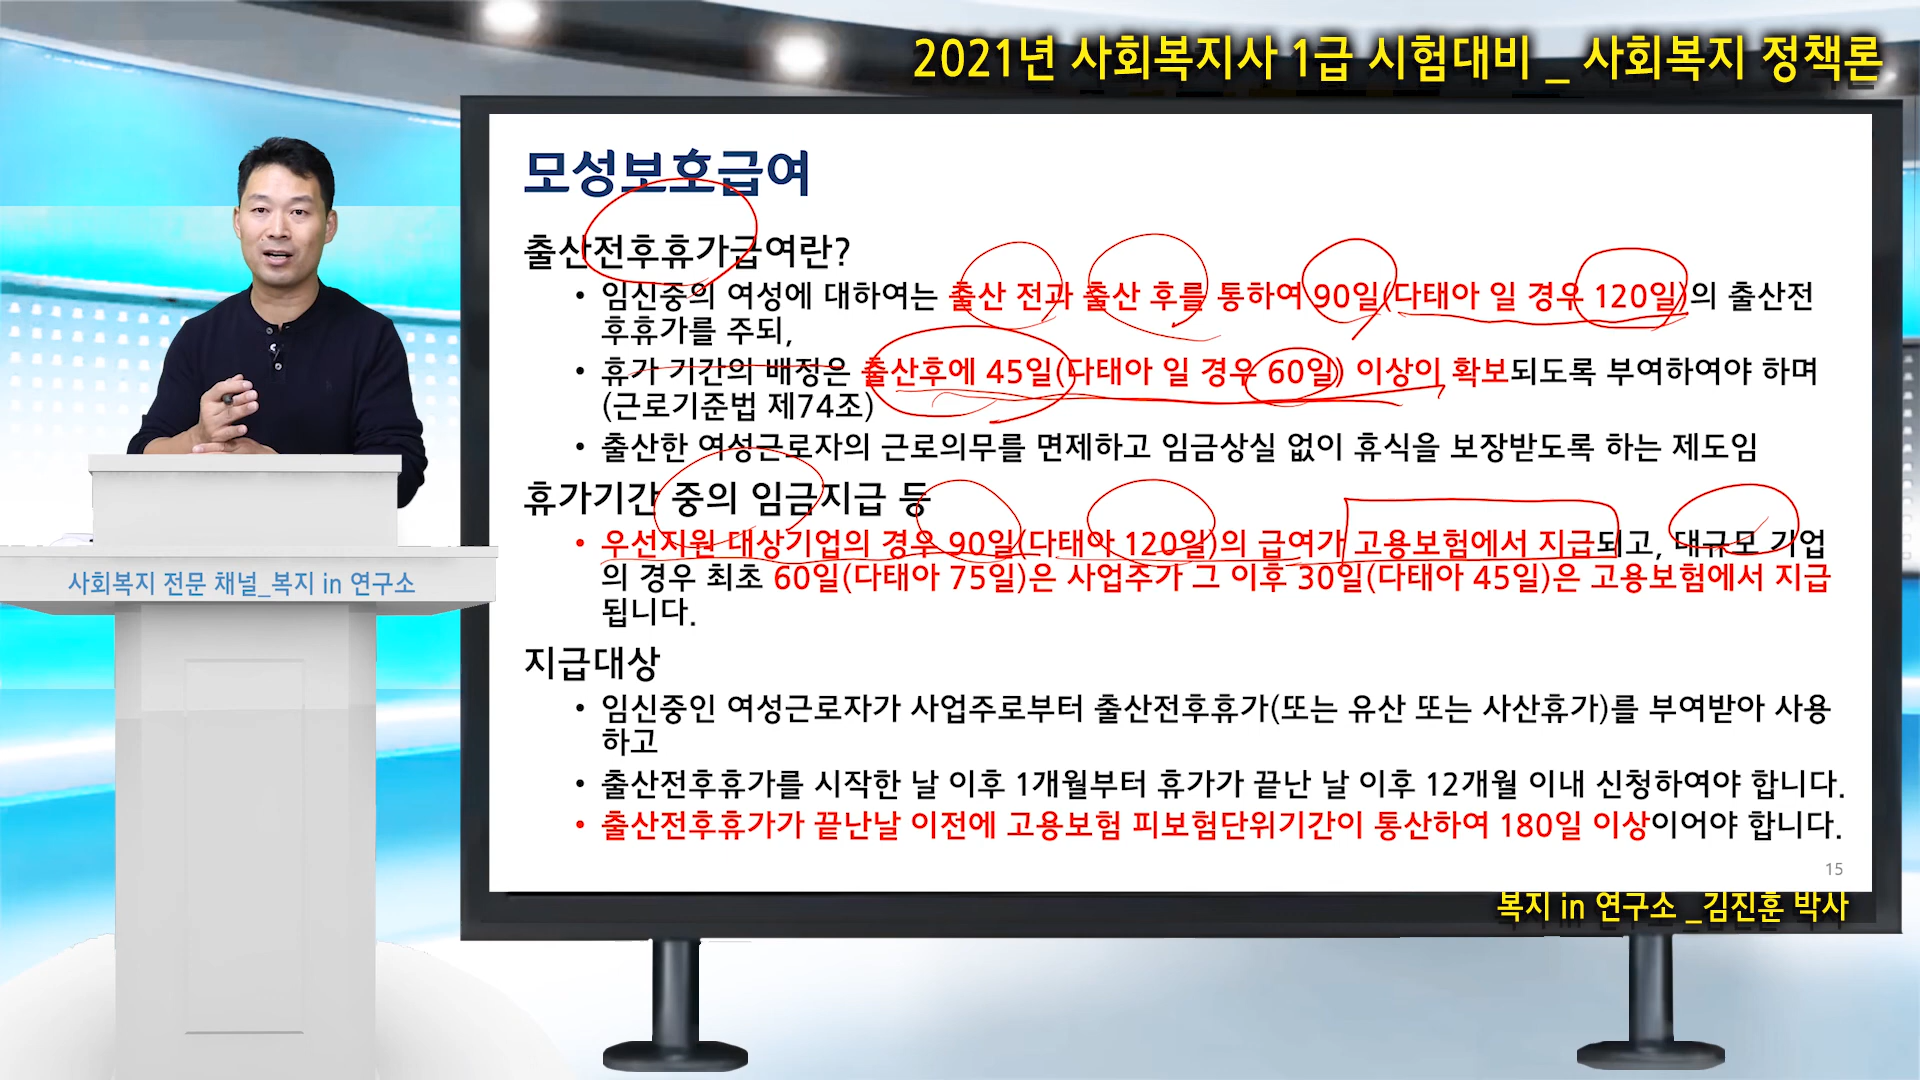 2021년 사회복지사 1급 시험대비 _ 사회복지 정책론
모성보호급여
출산전후휴가급여란?
• 임신중의 여성에 대하여는 출산 전과 출산 후를 통하여 90일(다태아 일 경우 120일)의 출산전
후휴가를 주되,
• 휴가 기간의 배정은 출산후에 45일(다태아 일 경우 60일) 이상이 확보되도록 부여하여야 하며
(근로기준법 제74조)
• 출산한 여성근로자의 근로의무를 면제하고 임금상실 없이 휴식을 보장받도록 하는 제도임
휴가기간 중의 임금지급 등
• 우선지원 대상기업의 경우 90일(다태아 120일)의 급여가 고용보험에서 지급되고, 대규모 기업
의 경우 최초 60일(다태아 75일)은 사업주가 그 이후 30일(다태아 45일)은 고용보험에서 지급
됩니다.
지급대상
• 임신중인 여성근로자가 사업주로부터 출산전후휴가(또는 유산 또는 사산휴가)를 부여받아 사용
하고
• 출산전후휴가를 시작한 날 이후 1개월부터 휴가가 끝난 날 이후 12개월 이내 신청하여야 합니다.
• 출산전후휴가가 끝난날 이전에 고용보험 피보험단위기간이 통산하여 180일 이상이어야 합니다.
15
사회복지 전문 채널_복지 in 연구소
복지 in 연구소 _김진훈 박사